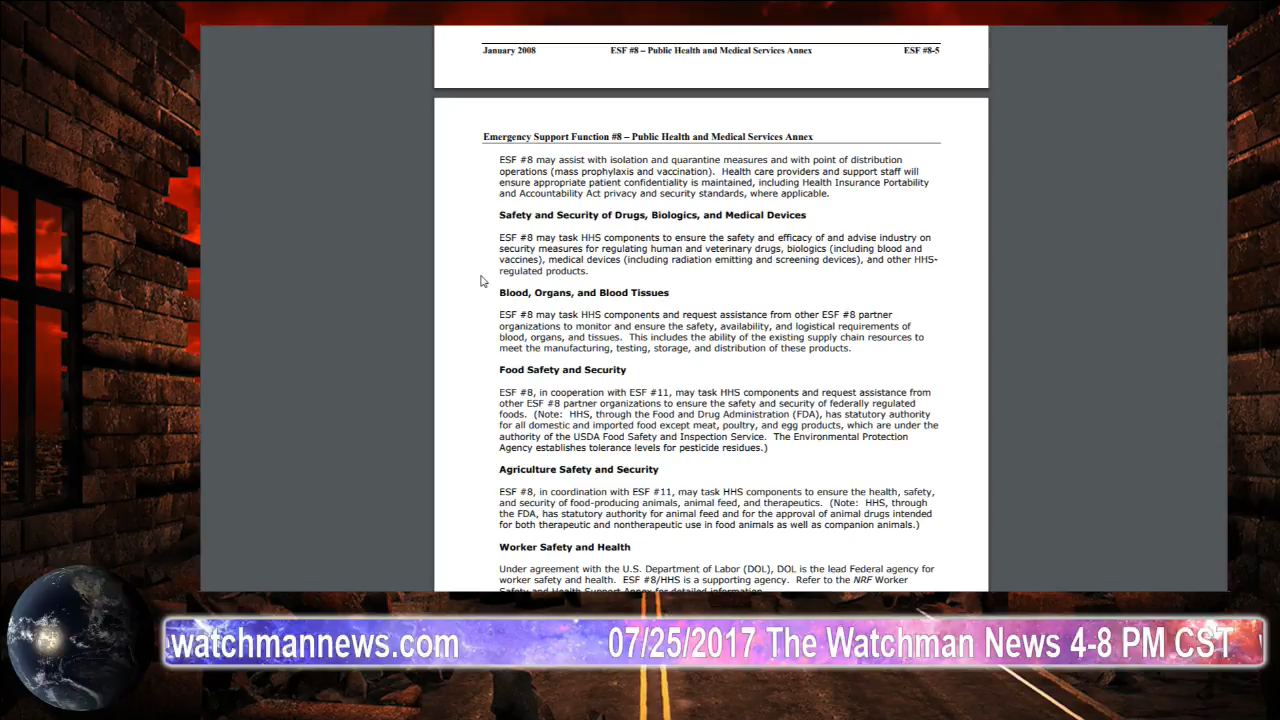 January 2008 ESF #8 – Public Health and Medical Services Annex ESF #8-5
Emergency Support Function #8 – Public Health and Medical Services Annex
ESF #8 may assist with isolation and quarantine measures and with point of distribution
operations (mass prophylaxis and vaccination). Health care providers and support staff will
ensure appropriate patient confidentiality is maintained, including Health Insurance Portability
and Accountability Act privacy and security standards, where applicable.
Safety and Security of Drugs, Biologics, and Medical Devices
ESF #8 may task HHS components to ensure the safety and efficacy of and advise industry on
security measures for regulating human and veterinary drugs, biologics (including blood and
vaccines), medical devices (including radiation emitting and screening devices), and other HHS-
regulated products.
Blood, Organs, and Blood Tissues
ESF #8 may task HHS components and request assistance from other ESF #8 partner
organizations to monitor and ensure the safety, availability, and logistical requirements of
blood, organs, and tissues. This includes the ability of the existing supply chain resources to
meet the manufacturing, testing, storage, and distribution of these products.
Food Safety and Security
ESF #8, in cooperation with ESF #11, may task HHS components and request assistance from
other ESF #8 partner organizations to ensure the safety and security of federally regulated
foods. (Note: HHS, through the Food and Drug Administration (FDA), has statutory authority
for all domestic and imported food except meat, poultry, and egg products, which are under the
authority of the USDA Food Safety and Inspection Service. The Environmental Protection
Agency establishes tolerance levels for pesticide residues.)
Agriculture Safety and Security
ESF #8, in coordination with ESF #11, may task HHS components to ensure the health, safety,
and security of food-producing animals, animal feed, and therapeutics. (Note: HHS, through
the FDA, has statutory authority for animal feed and for the approval of animal drugs intended
for both therapeutic and nontherapeutic use in food animals as well as companion animals.)
Worker Safety and Health
Under agreement with the U.S. Department of Labor (DOL), DOL is the lead Federal agency for
worker safety and health. ESF #8/HHS is a supporting agency. Refer to the NRF Worker
Safety and Health Support Annex for detailed information.
watchmannews.com 07/25/2017 The Watchman News 4-8 PM CST